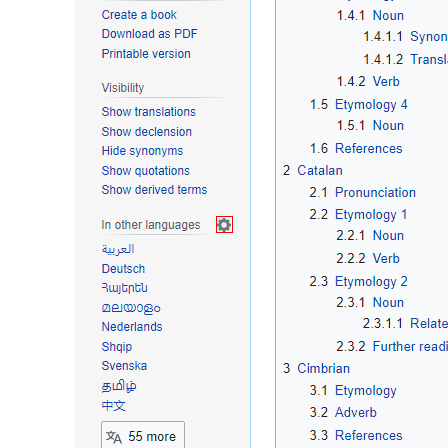 Create a book
Download as PDF
Printable version
Visibility
Show translations
Show declension
Hide synonyms
Show quotations
Show derived terms
In other languages
العربية
Deutsch
Հայերեն
മലയാളം
Nederlands
Shqip
Svenska
தமிழ்
中文
55 more
1.4.1 Noun
1.4.1.1 Synon
1.4.1.2 Transl
1.4.2 Verb
1.5 Etymology 4
1.5.1 Noun
1.6 References
2 Catalan
2.1 Pronunciation
2.2 Etymology 1
2.2.1 Noun
2.2.2 Verb
2.3 Etymology 2
2.3.1 Noun
2.3.1.1 Relate
2.3.2 Further readi
3 Cimbrian
3.1 Etymology
3.2 Adverb
3.3 References